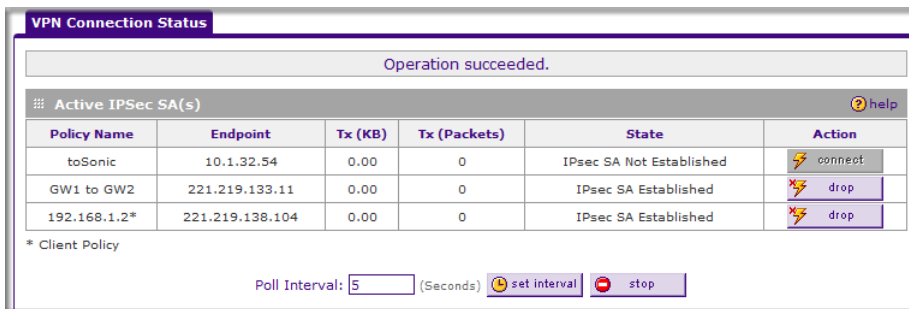 VPN Connection Status
Operation succeeded.
Active IPSec SA(s) help
Policy Name Endpoint Tx (KB) Tx (Packets) State Action
toSonic 10.1.32.54 0.00 0 IPsec SA Not Established connect
GW1 to GW2 221.219.133.11 0.00 0 IPsec SA Established drop
192.168.1.2* 221.219.138.104 0.00 0 IPsec SA Established drop
* Client Policy
Poll Interval: 5 (Seconds) set interval stop